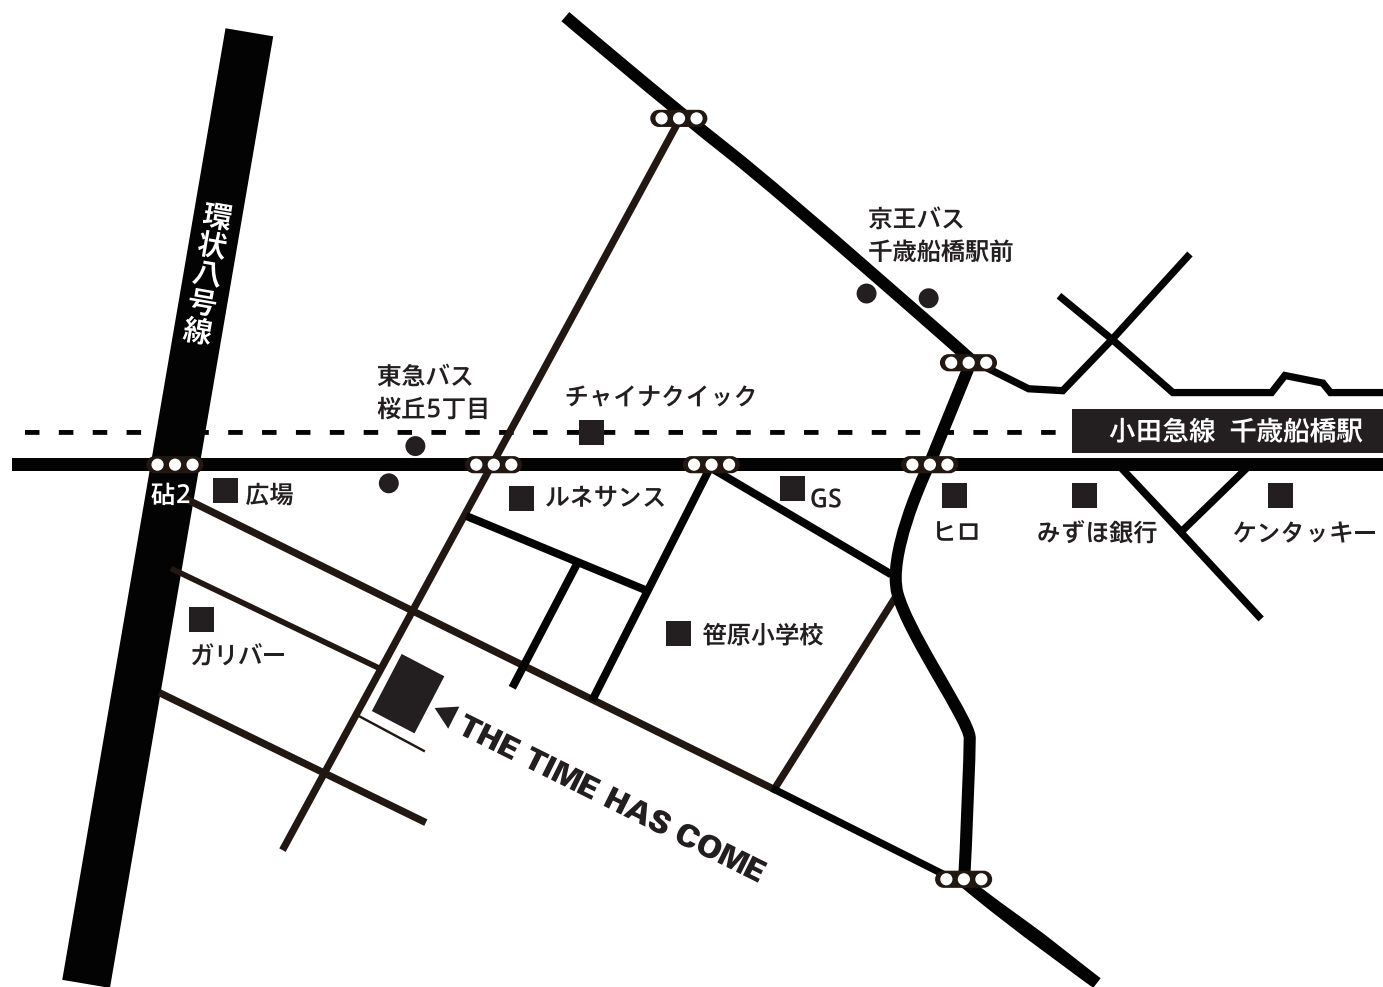 環状八号線
京王バス
千歳船橋駅前
東急バス
桜丘5丁目
チャイナクイック
小田急線 千歳船橋駅
砧2
広場
ルネサンス
GS
ヒロ
みずほ銀行
ケンタッキー
ガリバー
笹原小学校
THE TIME HAS COME